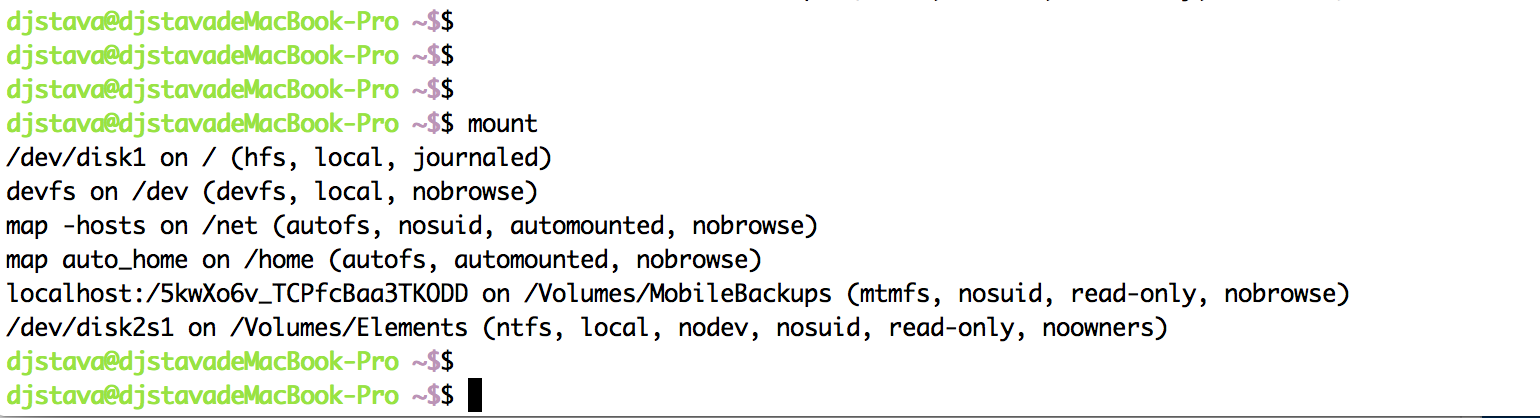 djstava@djstavadeMacBook-Pro ~$$
djstava@djstavadeMacBook-Pro ~$$
djstava@djstavadeMacBook-Pro ~$$
djstava@djstavadeMacBook-Pro ~$$ mount
/dev/disk1 on / (hfs, local, journaled)
devfs on /dev (devfs, local, nobrowse)
map -hosts on /net (autofs, nosuid, automounted, nobrowse)
map auto_home on /home (autofs, automounted, nobrowse)
localhost:/5kwXo6v_TCPfcBaa3TKODD on /Volumes/MobileBackups (mtmfs, nosuid, read-only, nobrowse)
/dev/disk2s1 on /Volumes/Elements (ntfs, local, nodev, nosuid, read-only, noowners)
djstava@djstavadeMacBook-Pro ~$$
djstava@djstavadeMacBook-Pro ~$$